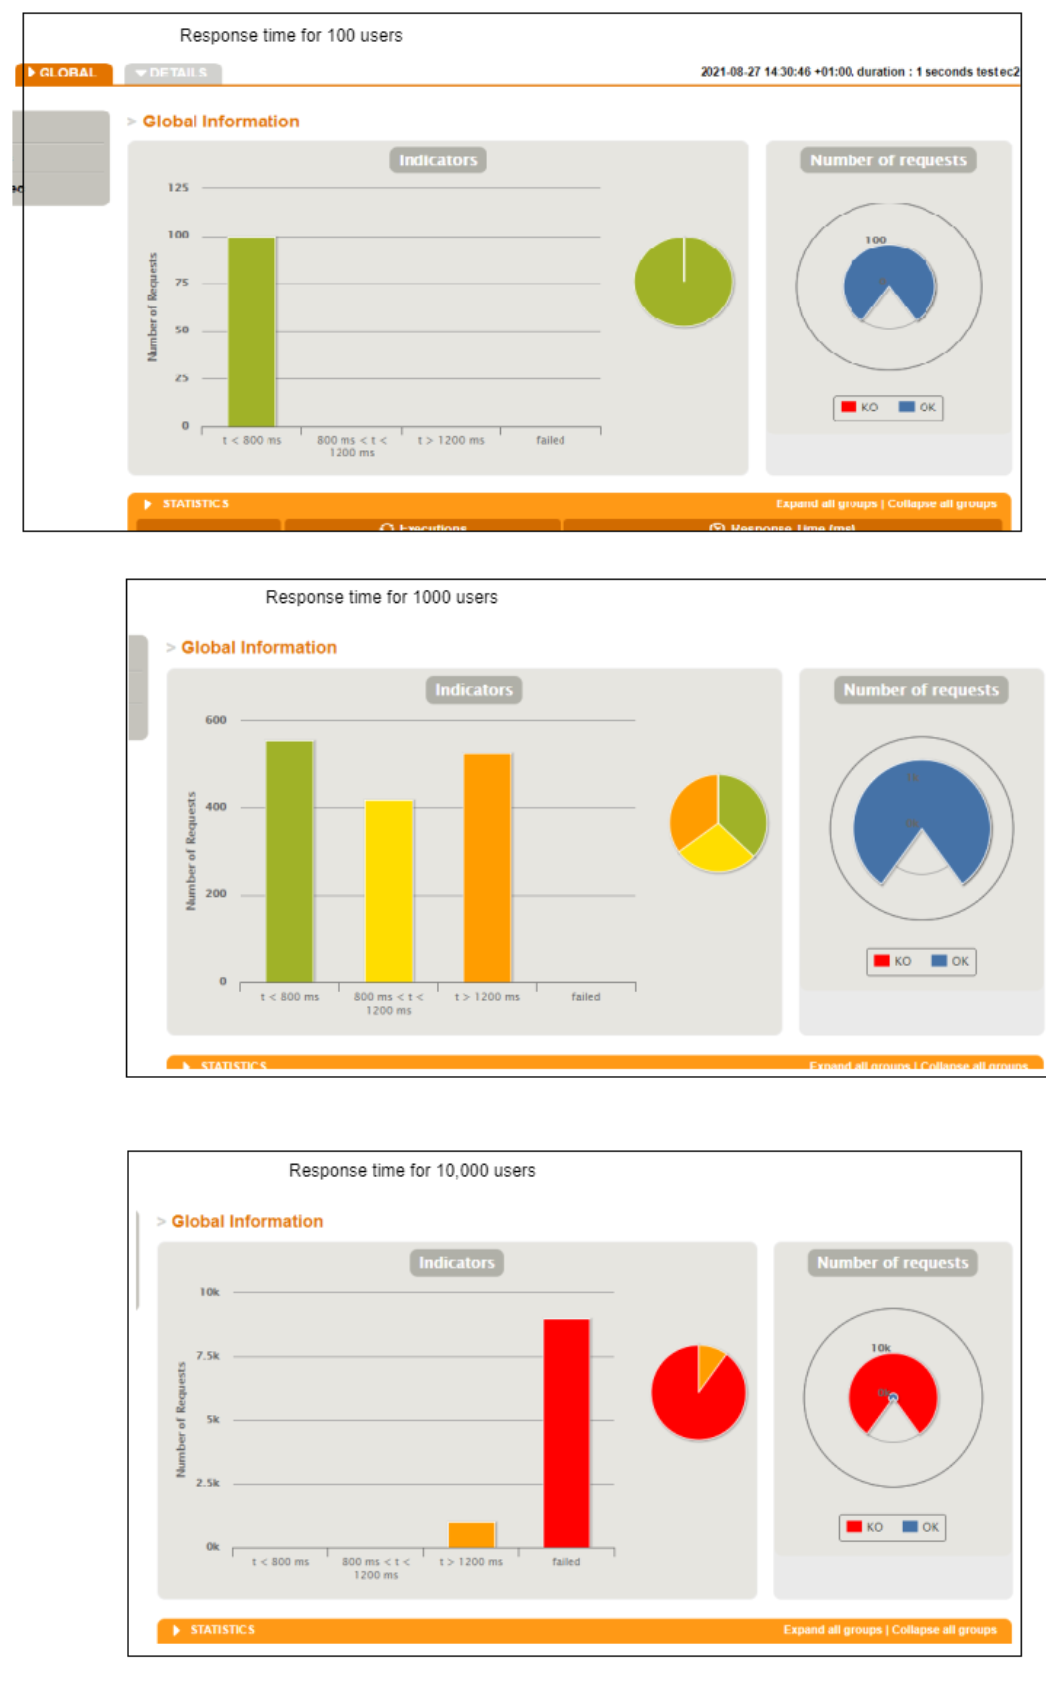 Response time for 100 users
GLOBAL
DETAILS
2021-08-27 14:30:46 +01:00, duration : 1 seconds test ec2
> Global Information
Indicators
Number of requests
125
100
75
50
25
0
Number of Requests
t < 800 ms
800 ms < t <
1200 ms
t > 1200 ms
failed
100
KO
OK
STATISTICS
Expand all groups | Collapse all groups
Executions
Response Time (ms)
Response time for 1000 users
> Global Information
Indicators
Number of requests
600
400
200
0
Number of Requests
t < 800 ms
800 ms < t <
1200 ms
t > 1200 ms
failed
KO
OK
STATISTICS
Expand all groups | Collapse all groups
Response time for 10,000 users
> Global Information
Indicators
Number of requests
10k
7.5k
5k
2.5k
0k
Number of Requests
t < 800 ms
800 ms < t <
1200 ms
t > 1200 ms
failed
10k
0k
KO
OK
STATISTICS
Expand all groups | Collapse all groups